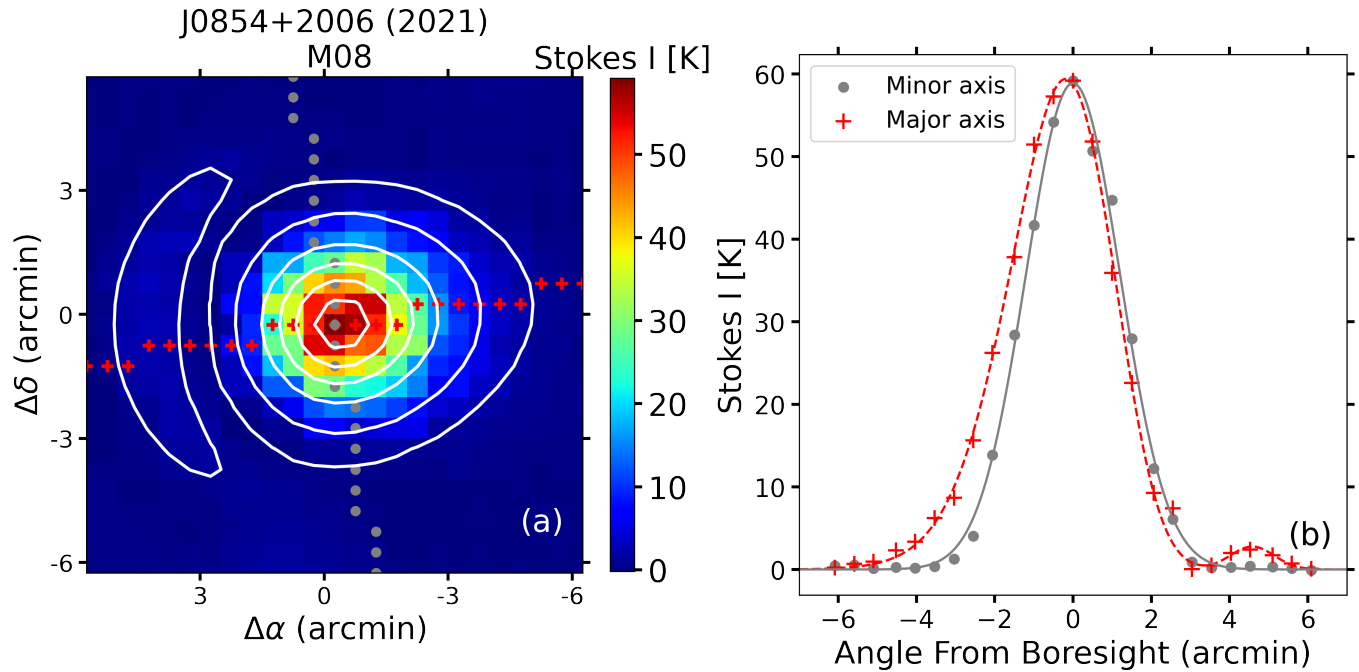 J0854+2006 (2021)
M08
Stokes I [K]
3
0
-3
-6
3
0
-3
-6
Δδ (arcmin)
Δα (arcmin)
(a)
50
40
30
20
10
0
Minor axis
Major axis
60
50
40
30
20
10
0
Stokes I [K]
(b)
−6
−4
−2
0
2
4
6
Angle From Boresight (arcmin)